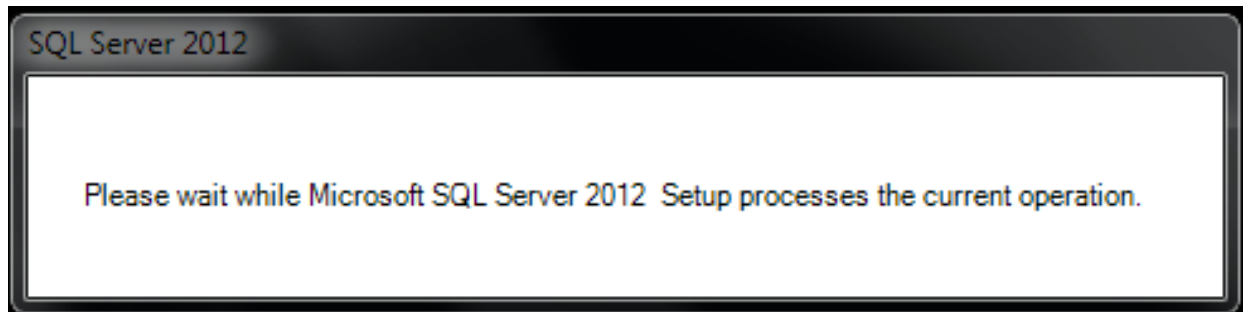 SQL Server 2012
Please wait while Microsoft SQL Server 2012  Setup processes the current operation.